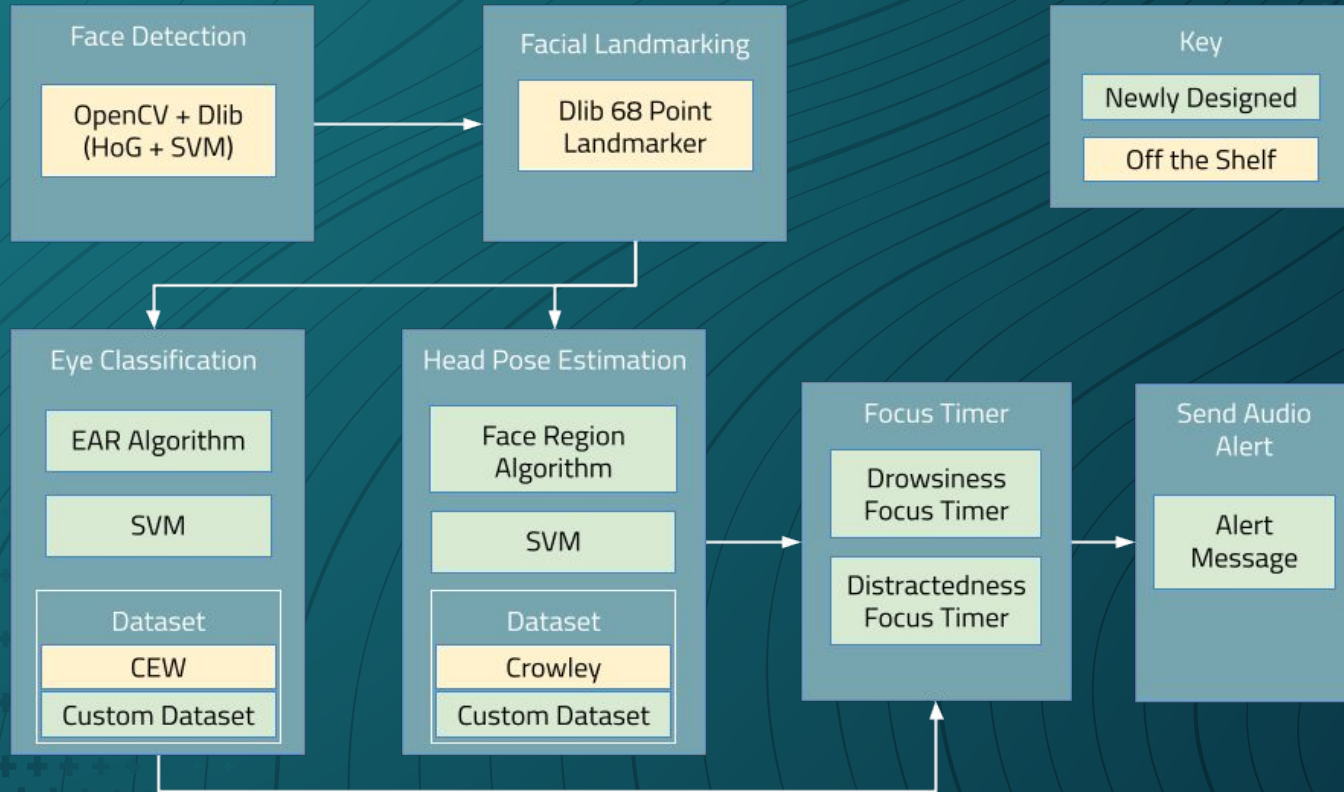 Face Detection
OpenCV + Dlib
(HoG + SVM)
Facial Landmarking
Dlib 68 Point
Landmarker
Key
Newly Designed
Off the Shelf
Eye Classification
EAR Algorithm
SVM
Dataset
CEW
Custom Dataset
Head Pose Estimation
Face Region
Algorithm
SVM
Dataset
Crowley
Custom Dataset
Focus Timer
Drowsiness
Focus Timer
Distractedness
Focus Timer
Send Audio
Alert
Alert
Message